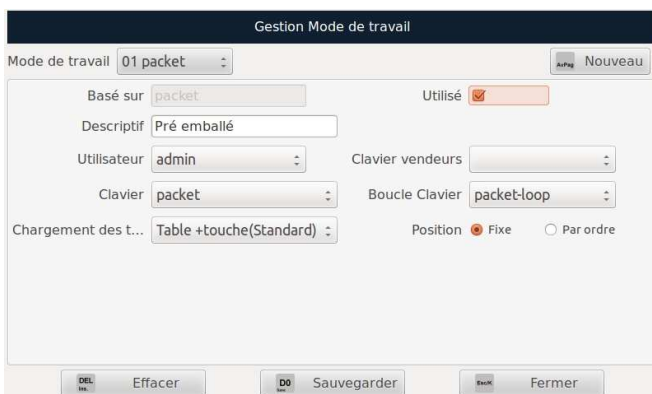 Gestion Mode de travail
Mode de travail 01 packet AvPag Nouveau
Basé sur packet Utilisé
Descriptif Pré emballé
Utilisateur admin Clavier vendeurs
Clavier packet Boucle Clavier packet-loop
Chargement des t... Table +touche(Standard) Position Fixe Par ordre
DEL Ins. Effacer D0 Sauvegarder Esc/N Fermer